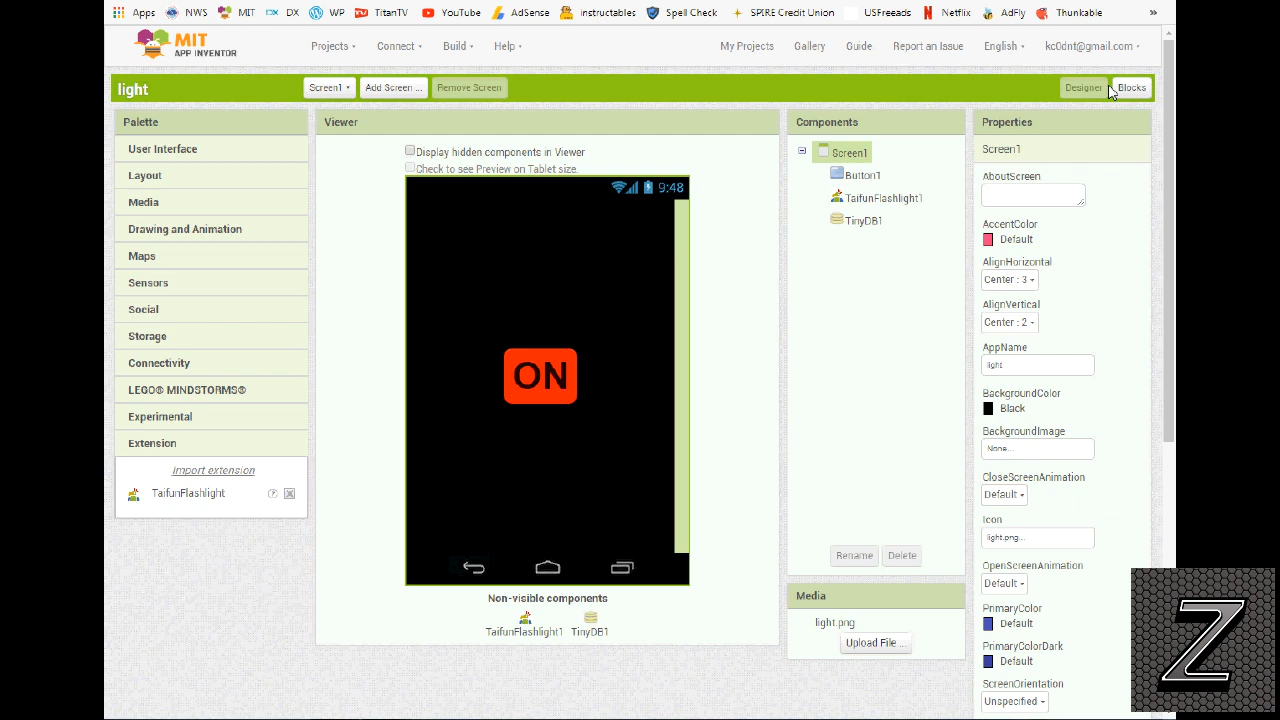 Apps NWS MIT DX WP TitanTV YouTube AdSense instructables Spell Check SPIRE Credit Union USFreads Netflix dFly Thunkable »
MIT
APP INVENTOR
Projects Connect Build Help My Projects Gallery Guide Report an Issue English kc0dnt@gmail.com
light Screen1 Add Screen ... Remove Screen Designer Blocks
Palette
User Interface
Layout
Media
Drawing and Animation
Maps
Sensors
Social
Storage
Connectivity
LEGO® MINDSTORMS®
Experimental
Extension
Import extension
TaifunFlashlight ?
Viewer
Display hidden components in Viewer
Check to see Preview on Tablet size.
9:48
ON
Non-visible components
TaifunFlashlight1 TinyDB1
Components
Screen1
Button1
TaifunFlashlight1
TinyDB1
Rename Delete
Media
light.png
Upload File ...
Properties
Screen1
AboutScreen
AccentColor
Default
AlignHorizontal
Center : 3
AlignVertical
Center : 2
AppName
light
BackgroundColor
Black
BackgroundImage
None...
CloseScreenAnimation
Default
Icon
light.png...
OpenScreenAnimation
Default
PrimaryColor
Default
PrimaryColorDark
Default
ScreenOrientation
Unspecified
Z